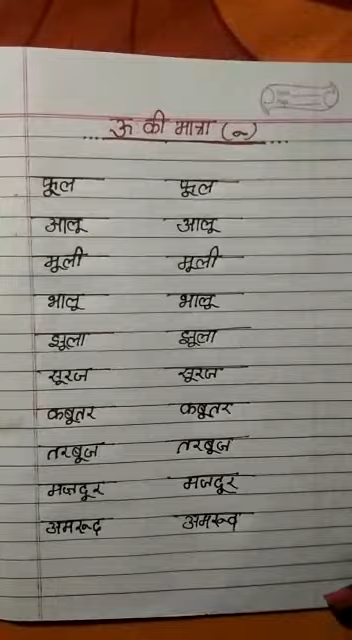 ऊ की मात्रा (ू)
फूल फूल
आलू आलू
मूली मूली
भालू भालू
झूला झूला
सूरज सूरज
कबूतर कबूतर
तरबूज तरबूज
मजदूर मजदूर
अमरूद अमरूद